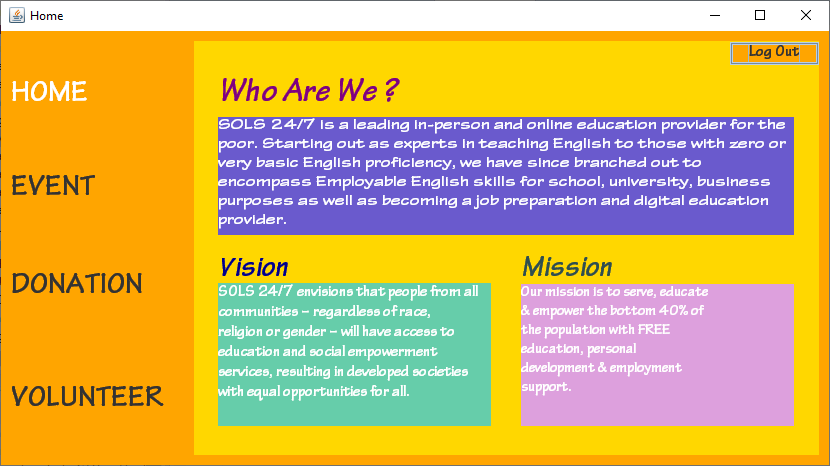 Home
Log Out
HOME
EVENT
DONATION
VOLUNTEER
Who Are We ?
SOLS 24/7 is a leading in-person and online education provider for the
poor. Starting out as experts in teaching English to those with zero or
very basic English proficiency, we have since branched out to
encompass Employable English skills for school, university, business
purposes as well as becoming a job preparation and digital education
provider.
Vision
SOLS 24/7 envisions that people from all
communities – regardless of race,
religion or gender – will have access to
education and social empowerment
services, resulting in developed societies
with equal opportunities for all.
Mission
Our mission is to serve, educate
& empower the bottom 40% of
the population with FREE
education, personal
development & employment
support.